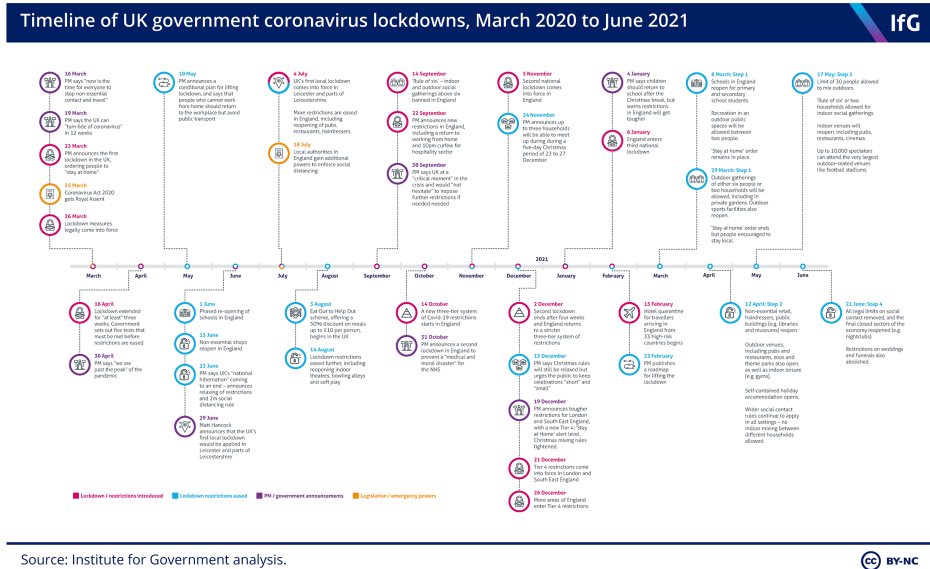 Timeline of UK government coronavirus lockdowns, March 2020 to June 2021
IfG
16 March
PM says "now is the
time for everyone to
stop non-essential
contact and travel"
19 March
PM says the UK can
"turn tide of coronavirus"
in 12 weeks
23 March
PM announces the first
lockdown in the UK,
ordering people to
"stay at home"
25 March
Coronavirus Act 2020
gets Royal Assent
26 March
Lockdown measures
legally come into force
10 May
PM announces a
conditional plan for lifting
lockdown, and says that
people who cannot work
from home should return
to the workplace but avoid
public transport
4 July
UK's first local lockdown
comes into force in
Leicester and parts of
Leicestershire.
More restrictions are eased
in England, including
reopening of pubs,
restaurants, hairdressers.
18 July
Local authorities in
England gain additional
powers to enforce social
distancing
14 September
'Rule of six' – indoor
and outdoor social
gatherings above six
banned in England
22 September
PM announces new
restrictions in England,
including a return to
working from home
and 10pm curfew for
hospitality sector
30 September
PM says UK at a
"critical moment" in the
crisis and would "not
hesitate" to impose
further restrictions if
needed needed
5 November
Second national
lockdown comes
into force in
England
24 November
PM announces up
to three households
will be able to meet
up during during a
five-day Christmas
period of 23 to 27
December
4 January
PM says children
should return to
school after the
Christmas break, but
warns restrictions
in England will get
tougher
6 January
England enters
third national
lockdown
8 March: Step 1
Schools in England
reopen for primary
and secondary
school students.
Recreation in an
outdoor public
spaces will be
allowed between
two people.
'Stay at home' order
remains in place.
29 March: Step 1
Outdoor gatherings
of either six people or
two households will be
allowed, including in
private gardens. Outdoor
sports facilities also
reopen.
'Stay at home' order
ends but people encouraged to
stay local.
17 May: Step 3
Limit of 30 people allowed
to mix outdoors.
'Rule of six' or two
households allowed for
indoor social gatherings.
Indoor venues will
reopen, including pubs,
restaurants, cinemas.
Up to 10,000 spectators
can attend the very largest
outdoor-seated venues
like football stadiums.
2021
March
April
May
June
July
August
September
October
November
December
January
February
March
April
May
June
16 April
Lockdown extended
for "at least" three
weeks. Government
sets out five tests that
must be met before
restrictions are eased
30 April
PM says "we are
past the peak" of the
pandemic
1 June
Phased re-opening of
schools in England
15 June
Non-essential shops
reopen in England
23 June
PM says UK's "national
hibernation" coming
to an end – announces
relaxing of restrictions
and 2m social
distancing rule
29 June
Matt Hancock
announces that the UK's
first local lockdown
would be applied in
Leicester and parts of
Leicestershire
3 August
Eat Out to Help Out
scheme, offering a
50% discount on meals
up to £10 per person,
begins in the UK
14 August
Lockdown restrictions
eased further, including
reopening indoor
theatres, bowling alleys
and soft play
14 October
A new three-tier system
of Covid-19 restrictions
starts in England
31 October
PM announces a second
lockdown in England to
prevent a "medical and
moral disaster" for
the NHS
2 December
Second lockdown
ends after four weeks
and England returns
to a stricter
three-tier system of
restrictions
15 December
PM says Christmas rules
will still be relaxed but
urges the public to keep
celebrations "short" and
"small"
19 December
PM announces tougher
restrictions for London
and South East England,
with a new Tier 4: 'Stay
at Home' alert level.
Christmas mixing rules
tightened.
21 December
Tier 4 restrictions come
into force in London and
South East England
26 December
More areas of England
enter Tier 4 restrictions
15 February
Hotel quarantine
for travellers
arriving in
England from
33 high-risk
countries begins
22 February
PM publishes
a roadmap
for lifting the
lockdown
12 April: Step 2
Non-essential retail,
hairdressers, public
buildings (e.g. libraries
and museums) reopen.
Outdoor venues,
including pubs and
restaurants, zoos and
theme parks also open,
as well as indoor leisure
(e.g. gyms).
Self-contained holiday
accommodation opens.
Wider social contact
rules continue to apply
in all settings – no
indoor mixing between
different households
allowed.
21 June: Step 4
All legal limits on social
contact removed, and the
final closed sectors of the
economy reopened (e.g.
nightclubs)
Restrictions on weddings
and funerals also
abolished.
Lockdown / restrictions introduced
Lockdown restrictions eased
PM / government announcements
Legislation / emergency powers
Source: Institute for Government analysis.
cc BY-NC